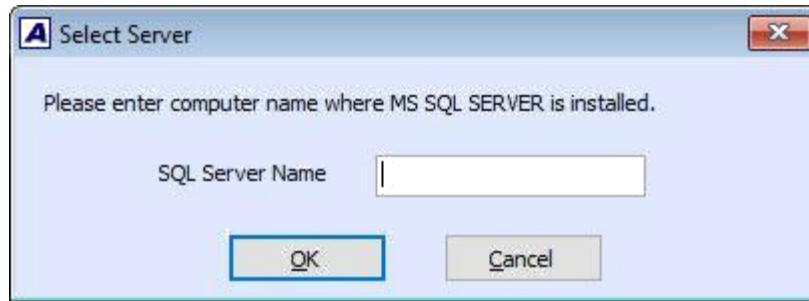 A Select Server
Please enter computer name where MS SQL SERVER is installed.
SQL Server Name
OK Cancel